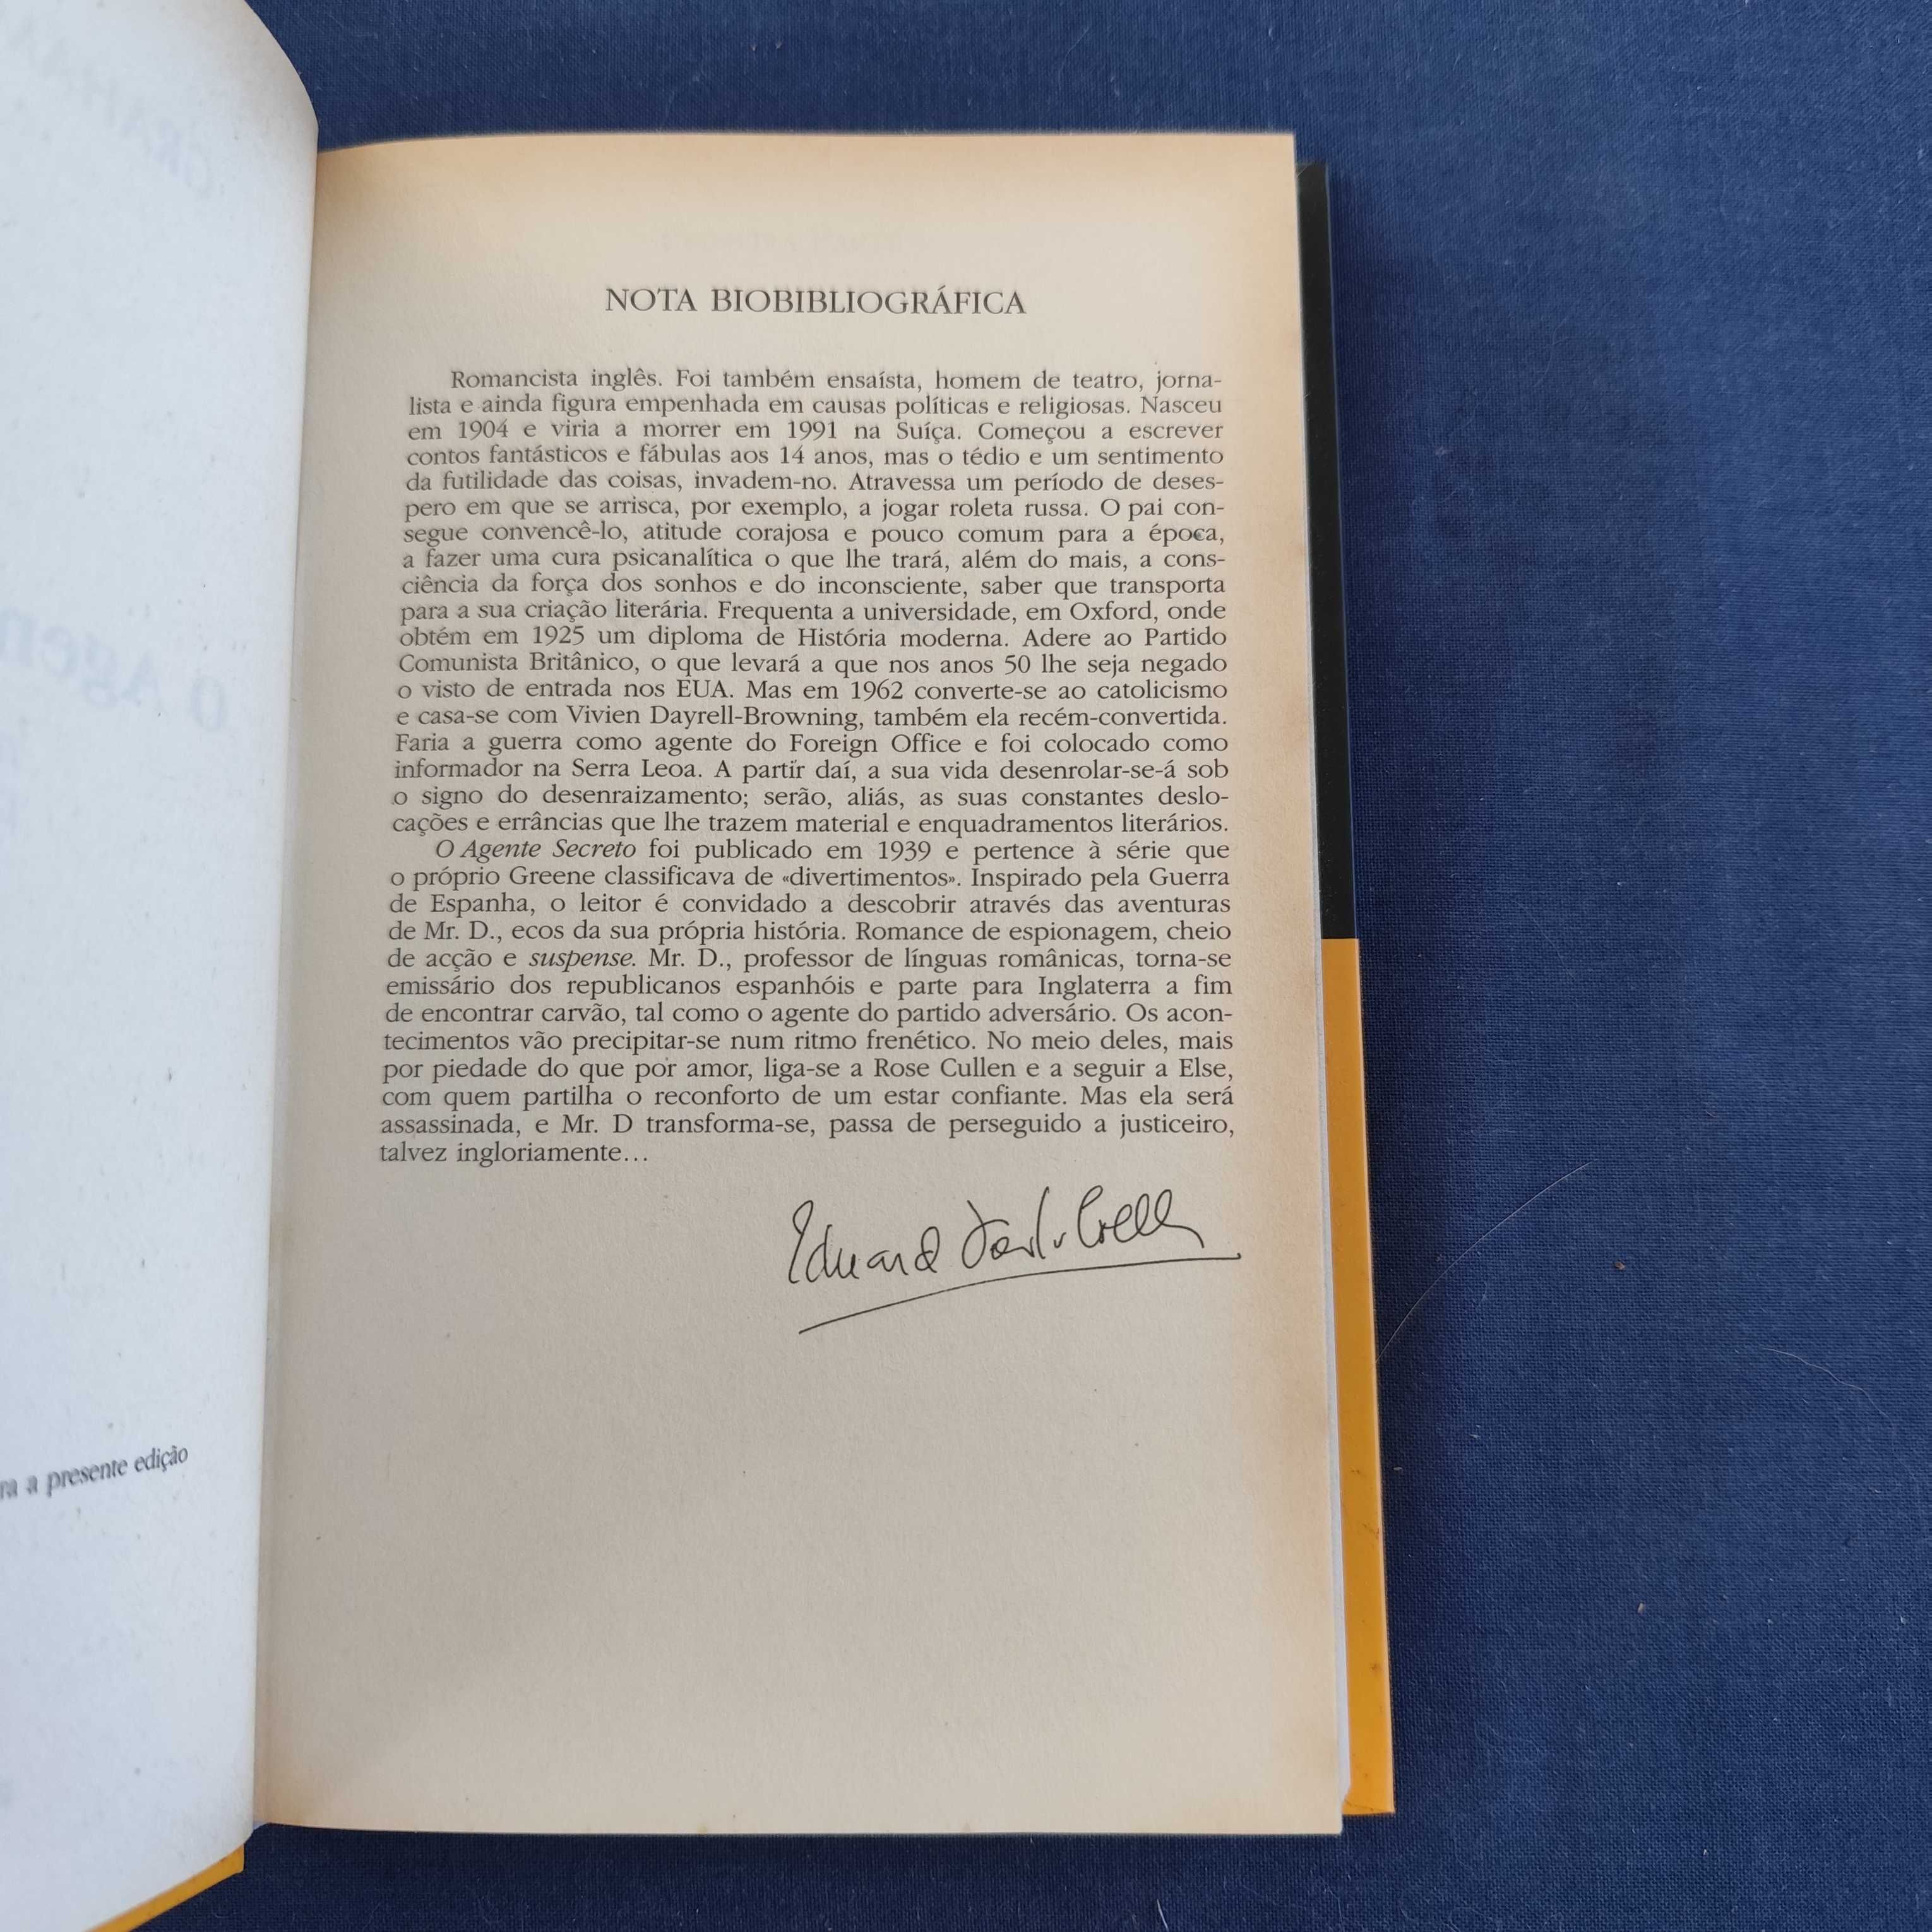 ra a presente edição
NOTA BIOBIBLIOGRÁFICA
Romancista inglês. Foi também ensaísta, homem de teatro, jorna-
lista e ainda figura empenhada em causas políticas e religiosas. Nasceu
em 1904 e viria a morrer em 1991 na Suíça. Começou a escrever
contos fantásticos e fábulas aos 14 anos, mas o tédio e um sentimento
da futilidade das coisas, invadem-no. Atravessa um período de deses-
pero em que se arrisca, por exemplo, a jogar roleta russa. O pai con-
segue convencê-lo, atitude corajosa e pouco comum para a época,
a fazer uma cura psicanalítica o que lhe trará, além do mais, a cons-
ciência da força dos sonhos e do inconsciente, saber que transporta
para a sua criação literária. Frequenta a universidade, em Oxford, onde
obtém em 1925 um diploma de História moderna. Adere ao Partido
Comunista Britânico, o que levará a que nos anos 50 lhe seja negado
o visto de entrada nos EUA. Mas em 1962 converte-se ao catolicismo
e casa-se com Vivien Dayrell-Browning, também ela recém-convertida.
Faria a guerra como agente do Foreign Office e foi colocado como
informador na Serra Leoa. A partir daí, a sua vida desenrolar-se-á sob
o signo do desenraizamento; serão, aliás, as suas constantes deslo-
cações e errâncias que lhe trazem material e enquadramentos literários.
O Agente Secreto foi publicado em 1939 e pertence à série que
o próprio Greene classificava de «divertimentos». Inspirado pela Guerra
de Espanha, o leitor é convidado a descobrir através das aventuras
de Mr. D., ecos da sua própria história. Romance de espionagem, cheio
de acção e suspense. Mr. D., professor de línguas românicas, torna-se
emissário dos republicanos espanhóis e parte para Inglaterra a fim
de encontrar carvão, tal como o agente do partido adversário. Os acon-
tecimentos vão precipitar-se num ritmo frenético. No meio deles, mais
por piedade do que por amor, liga-se a Rose Cullen e a seguir a Else,
com quem partilha o reconforto de um estar confiante. Mas ela será
assassinada, e Mr. D transforma-se, passa de perseguido a justiceiro,
talvez ingloriamente...
Eduard